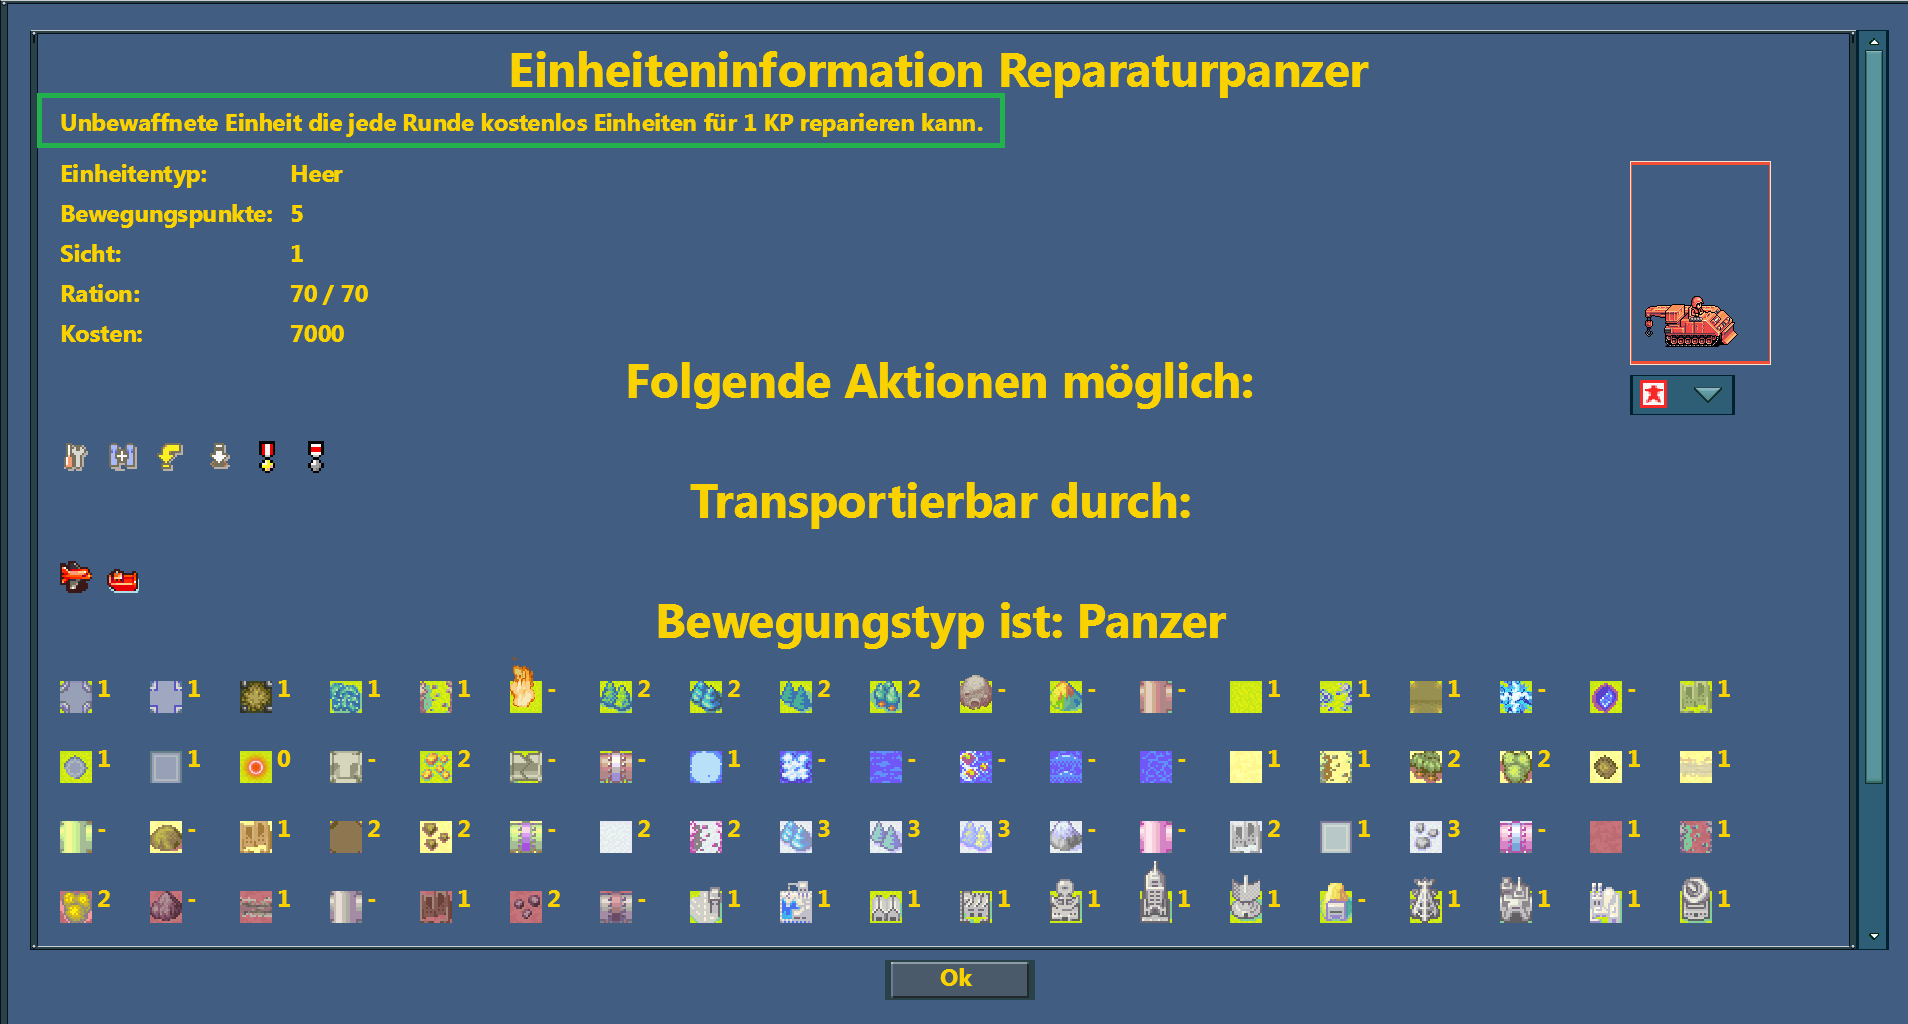 Einheiteninformation Reparaturpanzer
Unbewaffnete Einheit die jede Runde kostenlos Einheiten für 1 KP reparieren kann.
Einheitentyp: Heer
Bewegungspunkte: 5
Sicht: 1
Ration: 70 / 70
Kosten: 7000
Folgende Aktionen möglich:
Transportierbar durch:
Bewegungstyp ist: Panzer
1 1 1 1 1 - 2 2 2 2 - - - 1 1 1 - - 1
1 1 0 - 2 - - 1 - - - - - 1 1 2 2 1 1
- - 1 2 2 - 2 2 3 3 3 - - 2 1 3 - 1 1
2 - 1 - 1 2 - 1 1 1 1 1 1 1 - 1 1 1 1
Ok